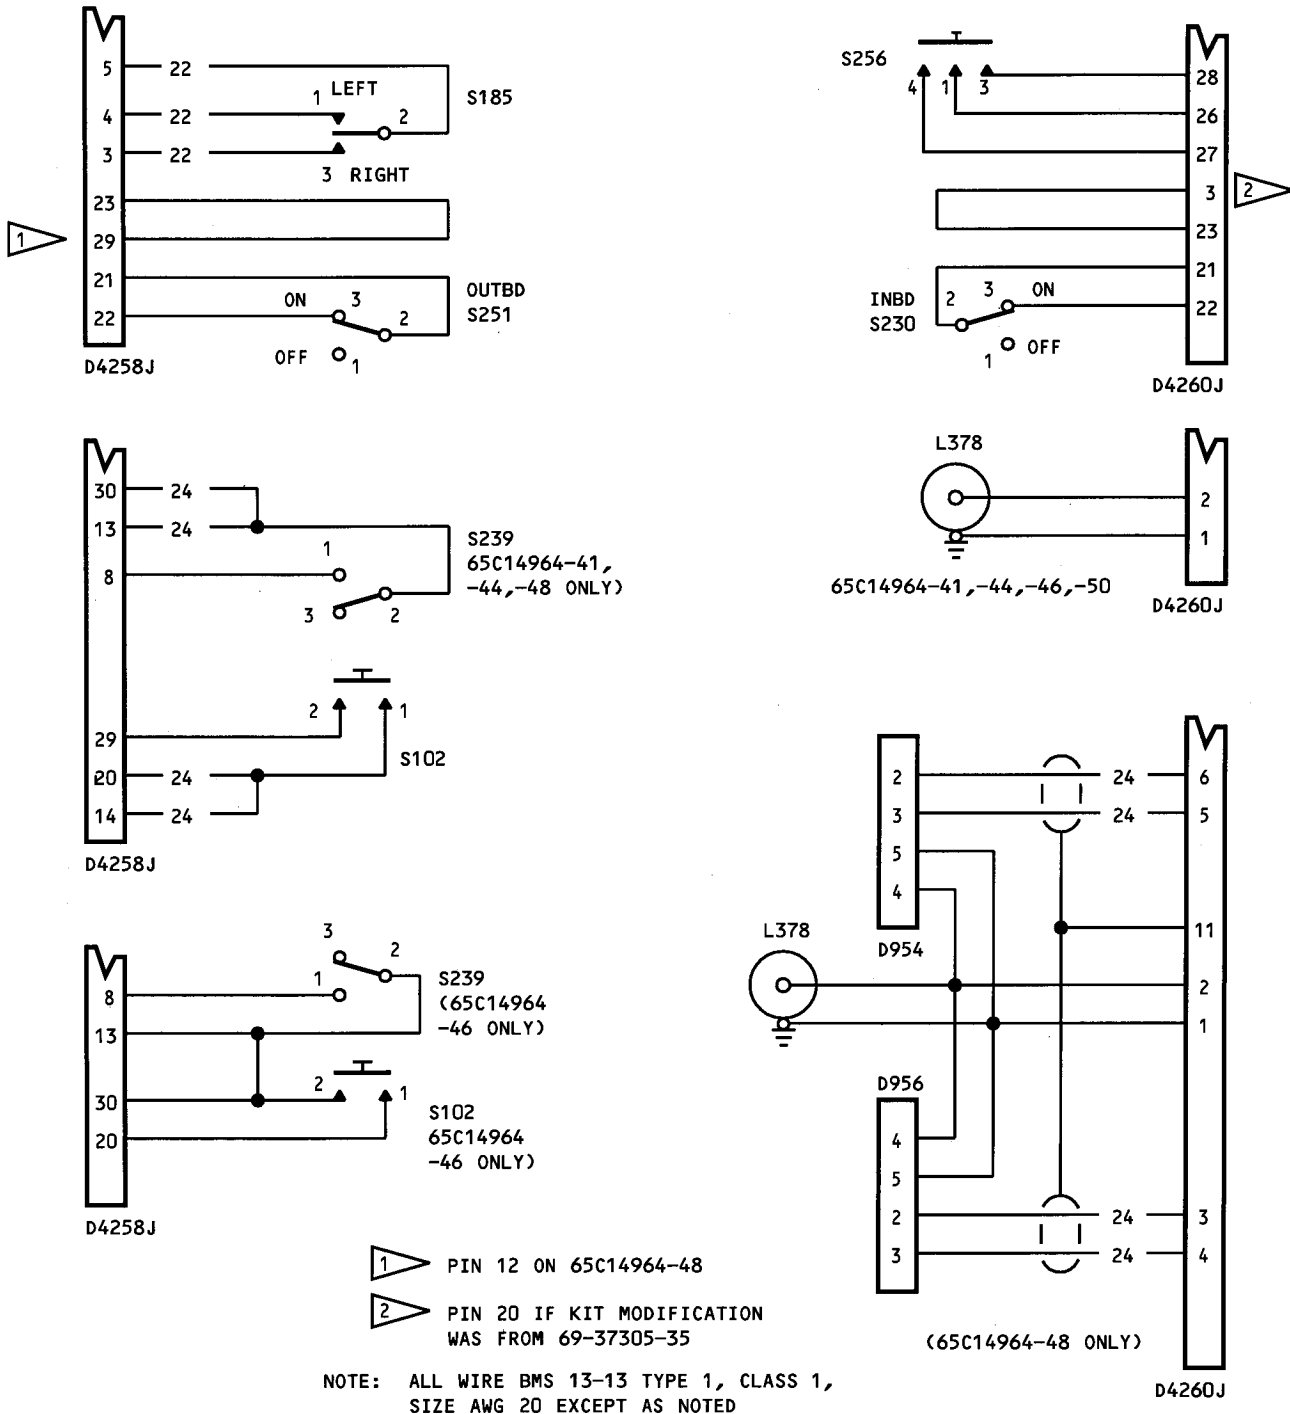 5 22
1 LEFT
4 22 2 S185
3 22
3 RIGHT
23
1 29
21
ON 3 OUTBD
22 2 S251
OFF 1
D4258J
S256
4 1 3 28
26
27
3 2
23
21
INBD 2 3 ON
S230 22
1 OFF
D4260J
30 24
13 24
1 S239
8 65C14964-41,
-44,-48 ONLY)
3 2
2 1
29
20 24 S102
14 24
D4258J
L378
2
1
65C14964-41,-44,-46,-50
D4260J
3 2
8 1 S239
(65C14964
13 -46 ONLY)
30 2 1
S102
20 65C14964
-46 ONLY)
D4258J
2 24 6
3 24 5
5
4
D954 11
L378
2
1
D956
4
5
2 24 3
3 24 4
(65C14964-48 ONLY)
D4260J
1 PIN 12 ON 65C14964-48
2 PIN 20 IF KIT MODIFICATION
WAS FROM 69-37305-35
NOTE: ALL WIRE BMS 13-13 TYPE 1, CLASS 1,
SIZE AWG 20 EXCEPT AS NOTED